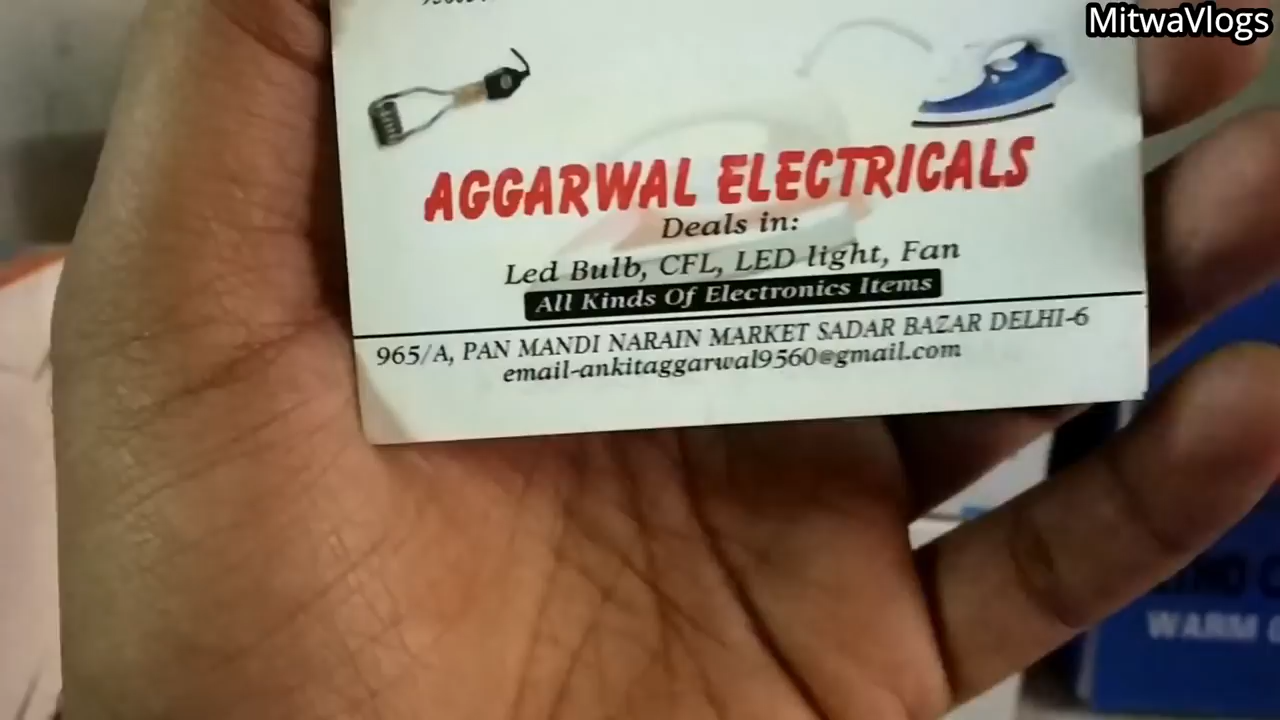 MitwaVlogs
AGGARWAL ELECTRICALS
Deals in:
Led Bulb, CFL, LED light, Fan
All Kinds Of Electronics Items
965/A, PAN MANDI NARAIN MARKET SADAR BAZAR DELHI-6
email-ankitaggarwal9560@gmail.com
WARM